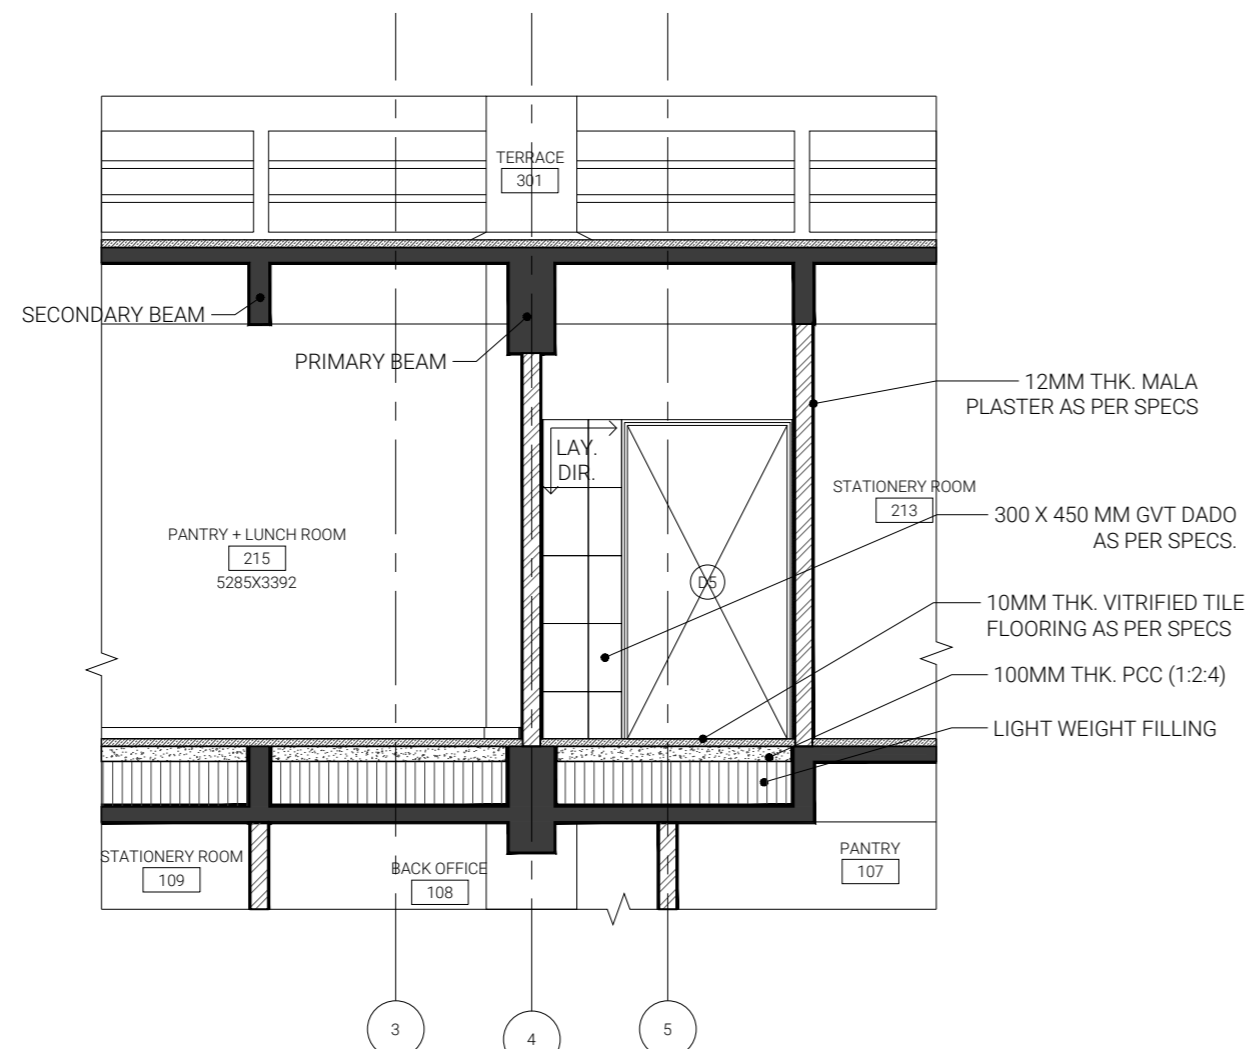 TERRACE
301
SECONDARY BEAM
PRIMARY BEAM
12MM THK. MALA
PLASTER AS PER SPECS
LAY.
DIR.
STATIONERY ROOM
213
300 X 450 MM GVT DADO
AS PER SPECS.
PANTRY + LUNCH ROOM
215
5285X3392
D5
10MM THK. VITRIFIED TILE
FLOORING AS PER SPECS
100MM THK. PCC (1:2:4)
LIGHT WEIGHT FILLING
STATIONERY ROOM
109
BACK OFFICE
108
PANTRY
107
3
4
5